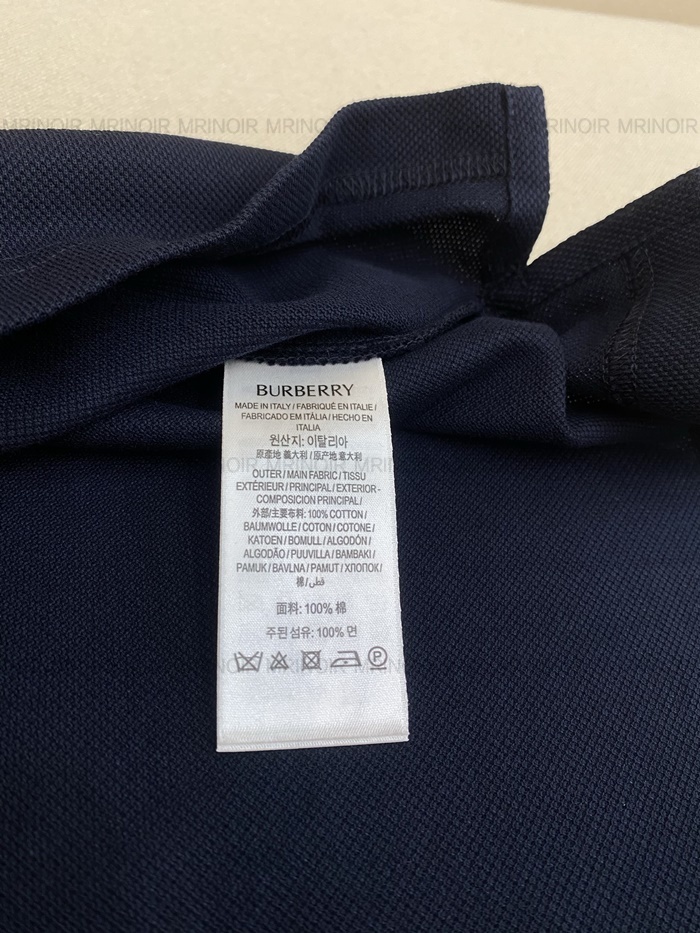 MRINOIR MRINOIR MRINOIR
MRINOIR MRINOIR
BURBERRY
MADE IN ITALY / FABRIQUÉ EN ITALIE /
FABRICADO EM ITÁLIA / HECHO EN
ITALIA
원산지: 이탈리아
原產地 義大利 / 原产地 意大利
OUTER / MAIN FABRIC / TISSU
EXTÉRIEUR / PRINCIPAL / EXTERIOR-
COMPOSICION PRINCIPAL /
外部/主要布料: 100% COTTON /
BAUMWOLLE / COTON / COTONE /
KATOEN / BOMULL / ALGODÓN /
ALGODÃO / PUUVILLA / BAMBAKI /
PAMUK / BAVLNA / PAMUT / ХЛОПОК /
棉 / قطن
面料: 100% 棉
주된 섬유: 100% 면
P